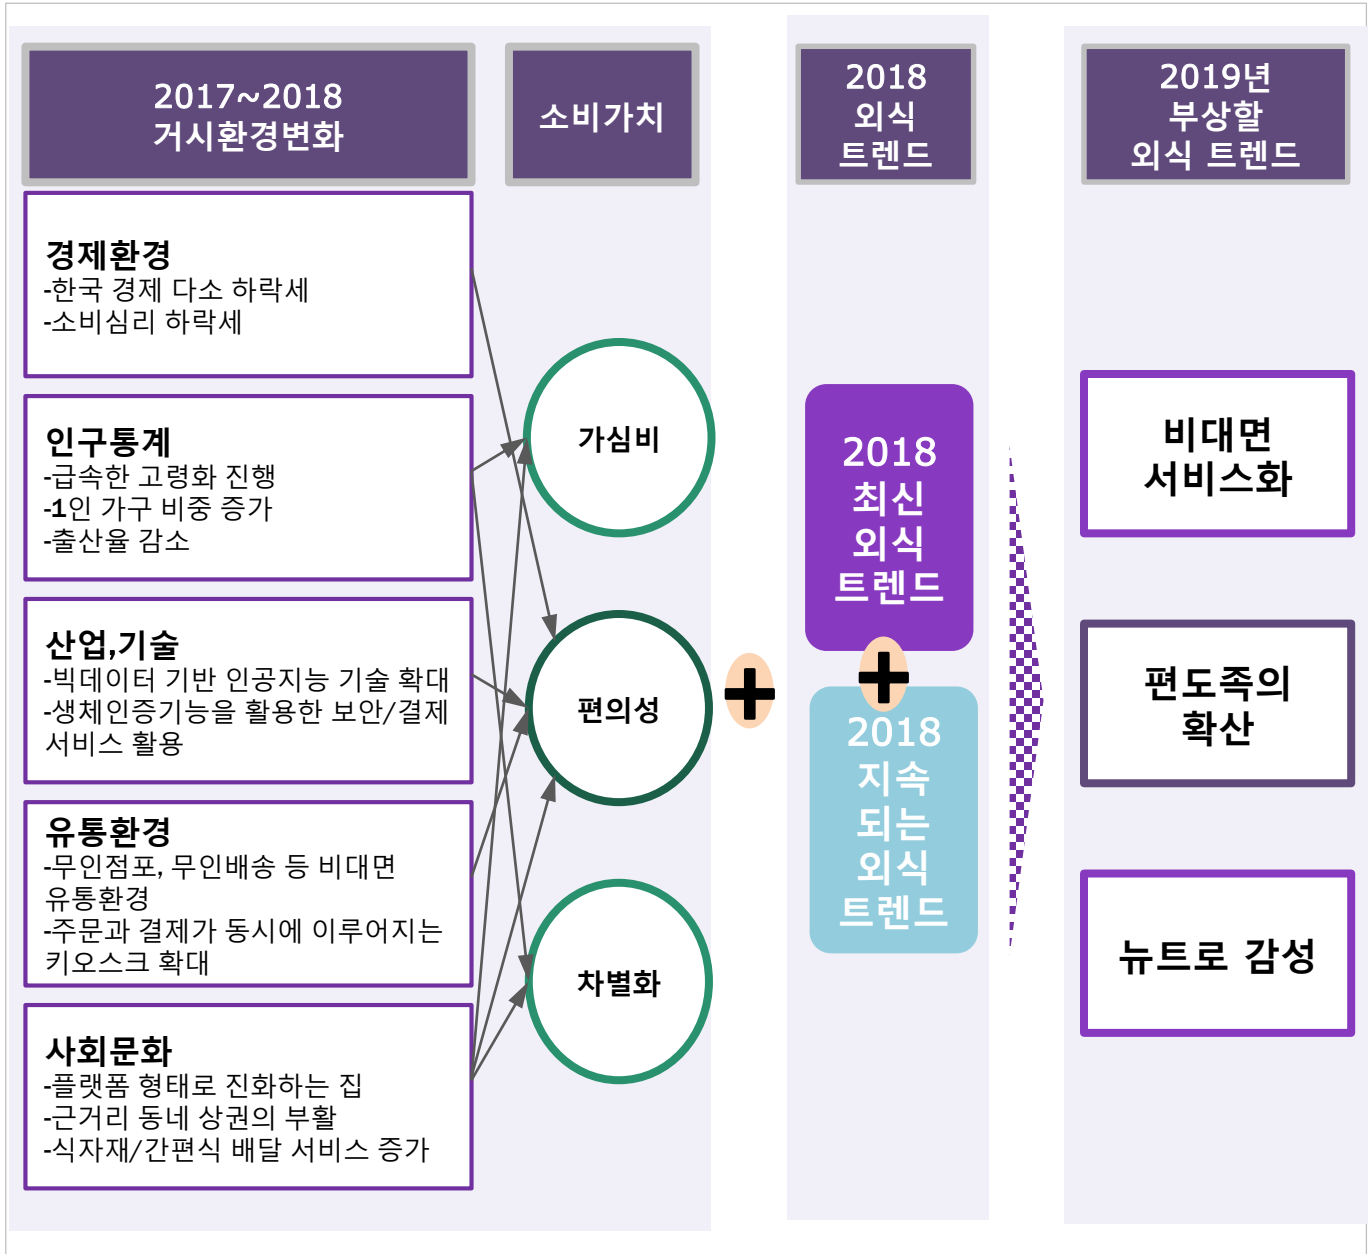 2017~2018
거시환경변화
소비가치
2018
외식
트렌드
2019년
부상할
외식 트렌드
경제환경
-한국 경제 다소 하락세
-소비심리 하락세
인구통계
-급속한 고령화 진행
-1인 가구 비중 증가
-출산율 감소
산업,기술
-빅데이터 기반 인공지능 기술 확대
-생체인증기능을 활용한 보안/결제
서비스 활용
유통환경
-무인점포, 무인배송 등 비대면
유통환경
-주문과 결제가 동시에 이루어지는
키오스크 확대
사회문화
-플랫폼 형태로 진화하는 집
-근거리 동네 상권의 부활
-식자재/간편식 배달 서비스 증가
가심비
편의성
차별화
+
2018
최신
외식
트렌드
+
2018
지속
되는
외식
트렌드
비대면
서비스화
편도족의
확산
뉴트로 감성